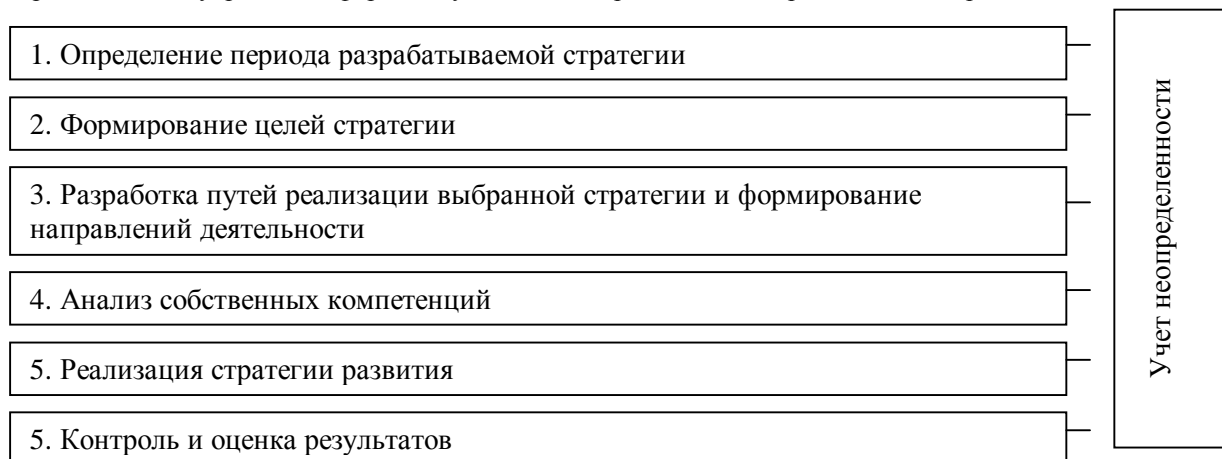 1. Определение периода разрабатываемой стратегии
2. Формирование целей стратегии
3. Разработка путей реализации выбранной стратегии и формирование
направлений деятельности
4. Анализ собственных компетенций
5. Реализация стратегии развития
5. Контроль и оценка результатов
Учет неопределенности